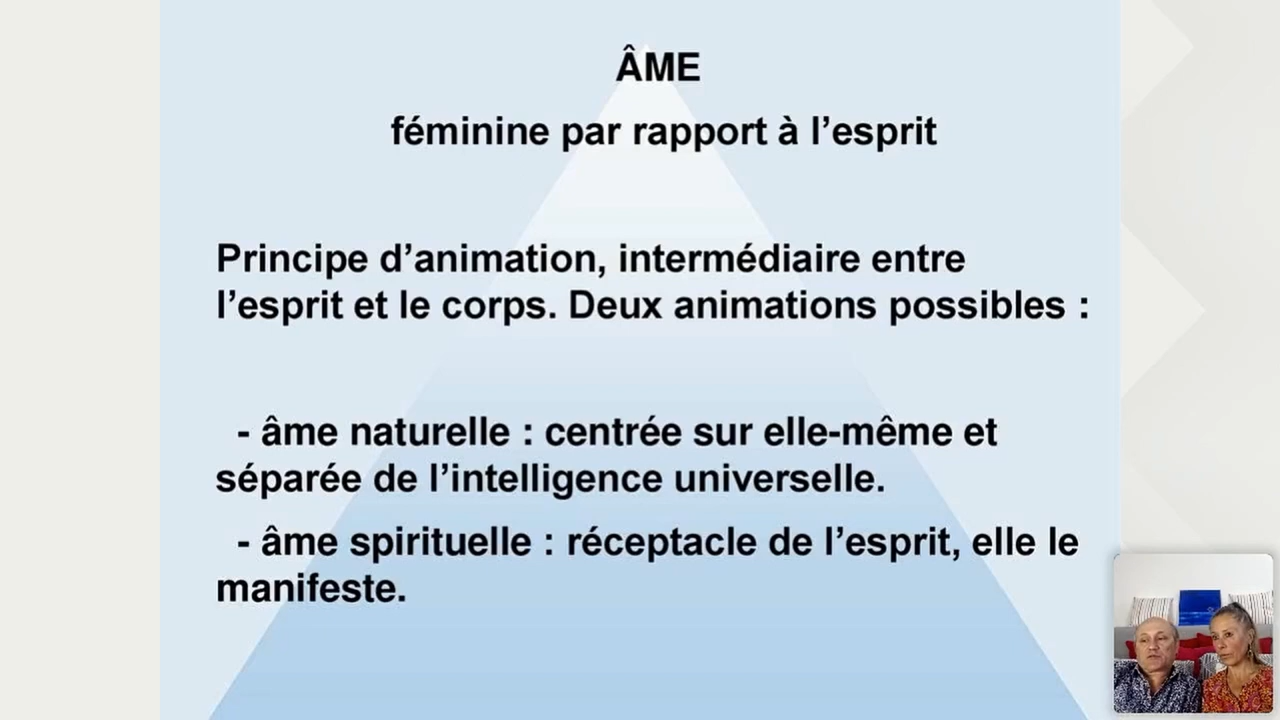 ÂME
féminine par rapport à l’esprit
Principe d’animation, intermédiaire entre
l’esprit et le corps. Deux animations possibles :
- âme naturelle : centrée sur elle-même et
séparée de l’intelligence universelle.
- âme spirituelle : réceptacle de l’esprit, elle le
manifeste.